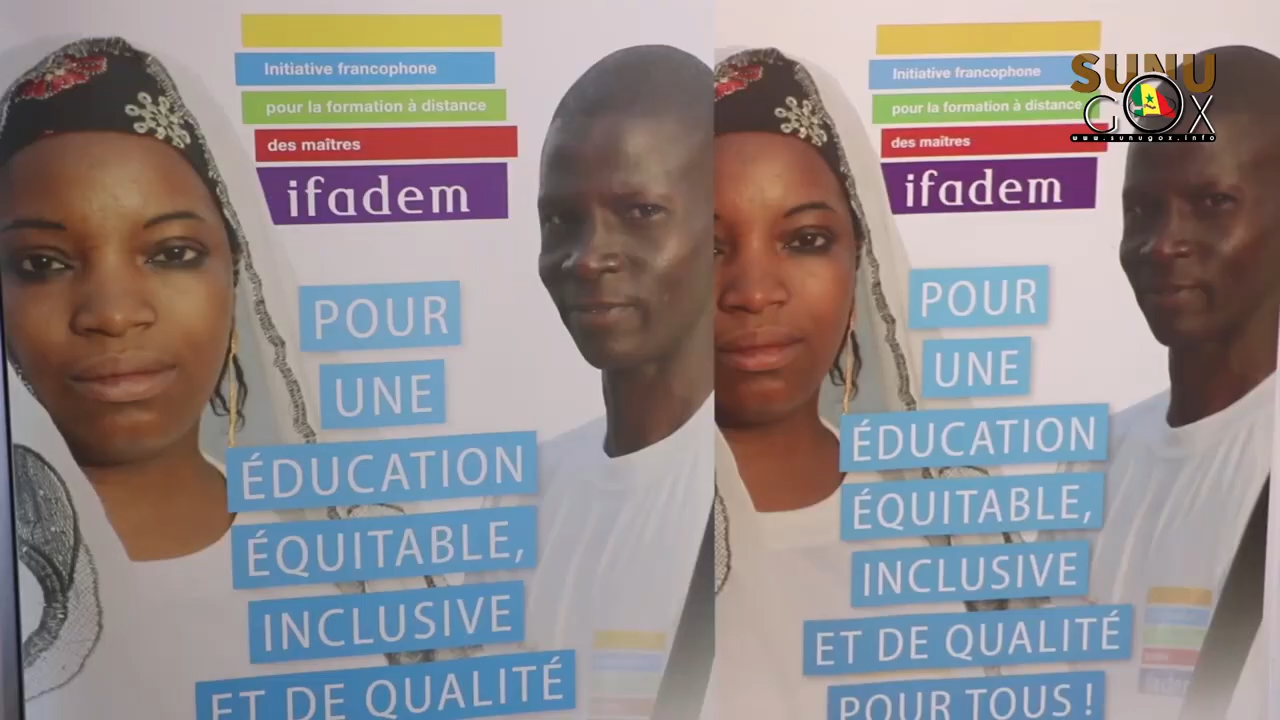 Initiative francophone
pour la formation à distance
des maîtres
ifadem
POUR
UNE
ÉDUCATION
ÉQUITABLE,
INCLUSIVE
ET DE QUALITÉ
Initiative francophone
pour la formation à distance
des maîtres
ifadem
POUR
UNE
ÉDUCATION
ÉQUITABLE,
INCLUSIVE
ET DE QUALITÉ
POUR TOUS !
SUNU
GOX
www.sunugox.info